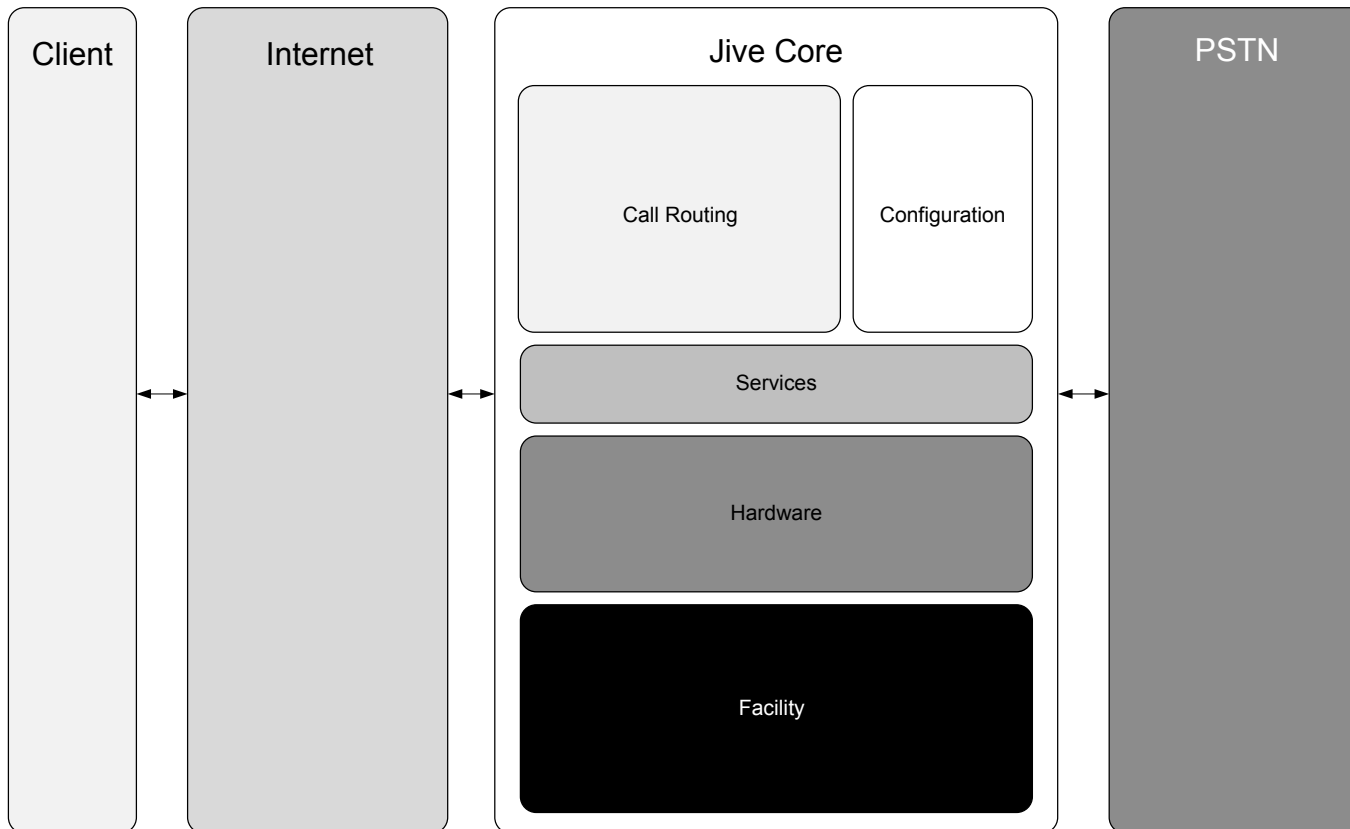 Client
Internet
Jive Core
PSTN
Call Routing
Configuration
Services
Hardware
Facility